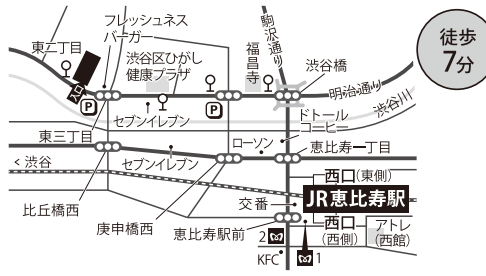 フレッシュネス
バーガー
駒沢通り
徒歩
7分
東二丁目
渋谷区ひがし
健康プラザ
福昌寺
渋谷橋
入口
P
P
明治通り
渋谷川
セブンイレブン
ドトール
コーヒー
東三丁目
ローソン
恵比寿一丁目
<渋谷
セブンイレブン
西口(東側)
JR恵比寿駅
比丘橋西
庚申橋西
交番
恵比寿駅前
西口
(西側)
アトレ
(西館)
2
KFC
1